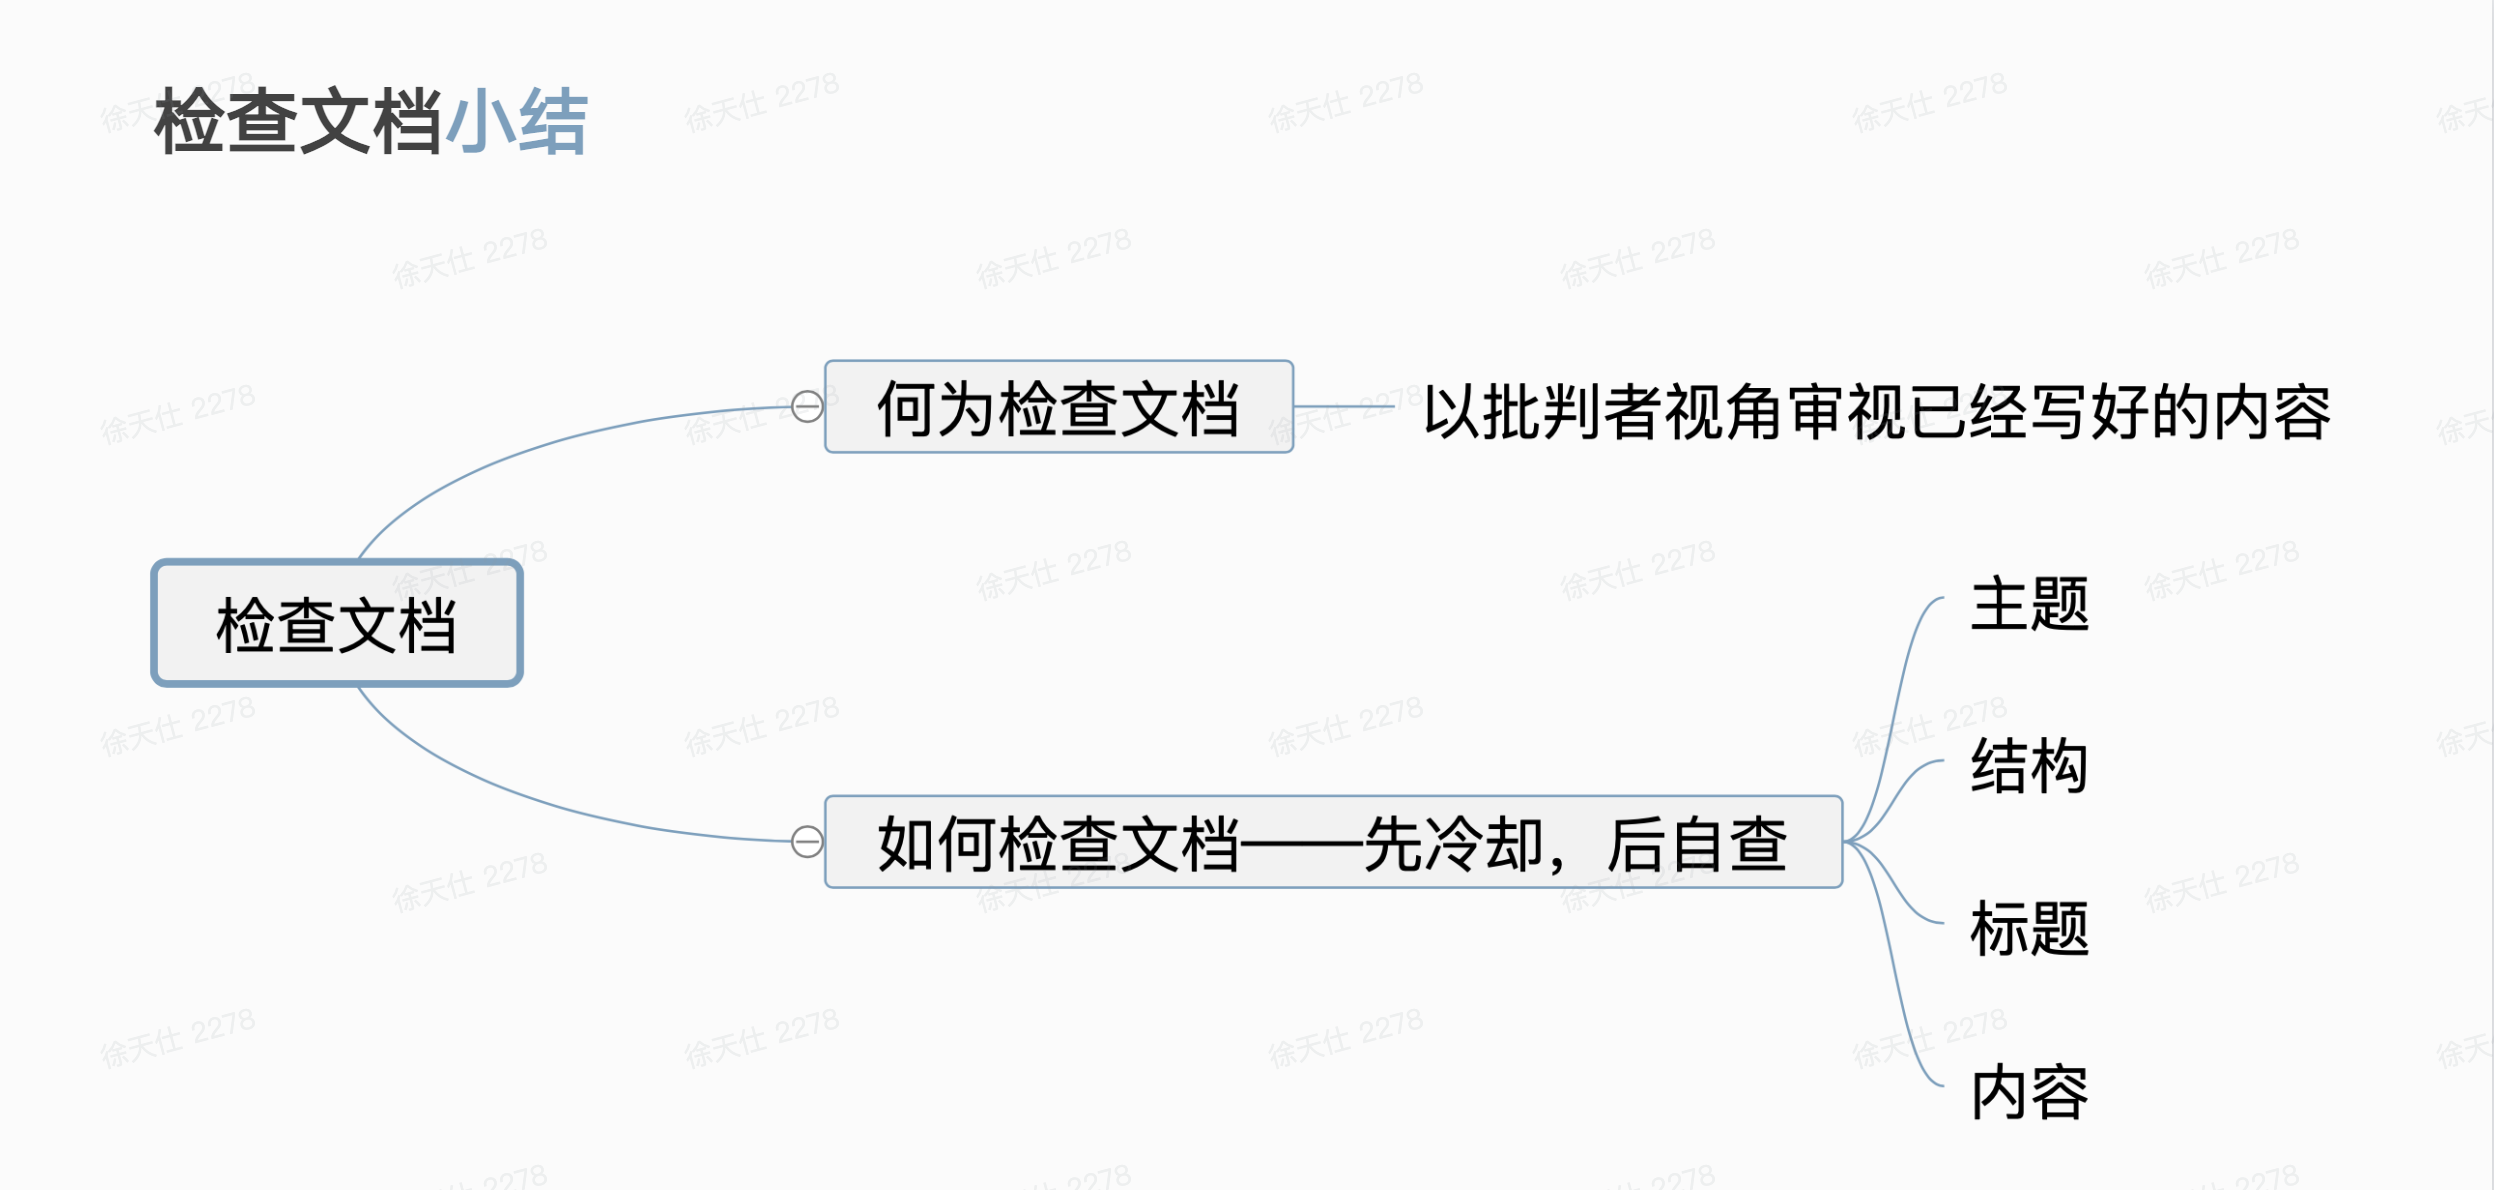 检查文档小结
何为检查文档
以批判者视角审视已经写好的内容
检查文档
如何检查文档——先冷却，后自查
主题
结构
标题
内容
徐天仕 2278